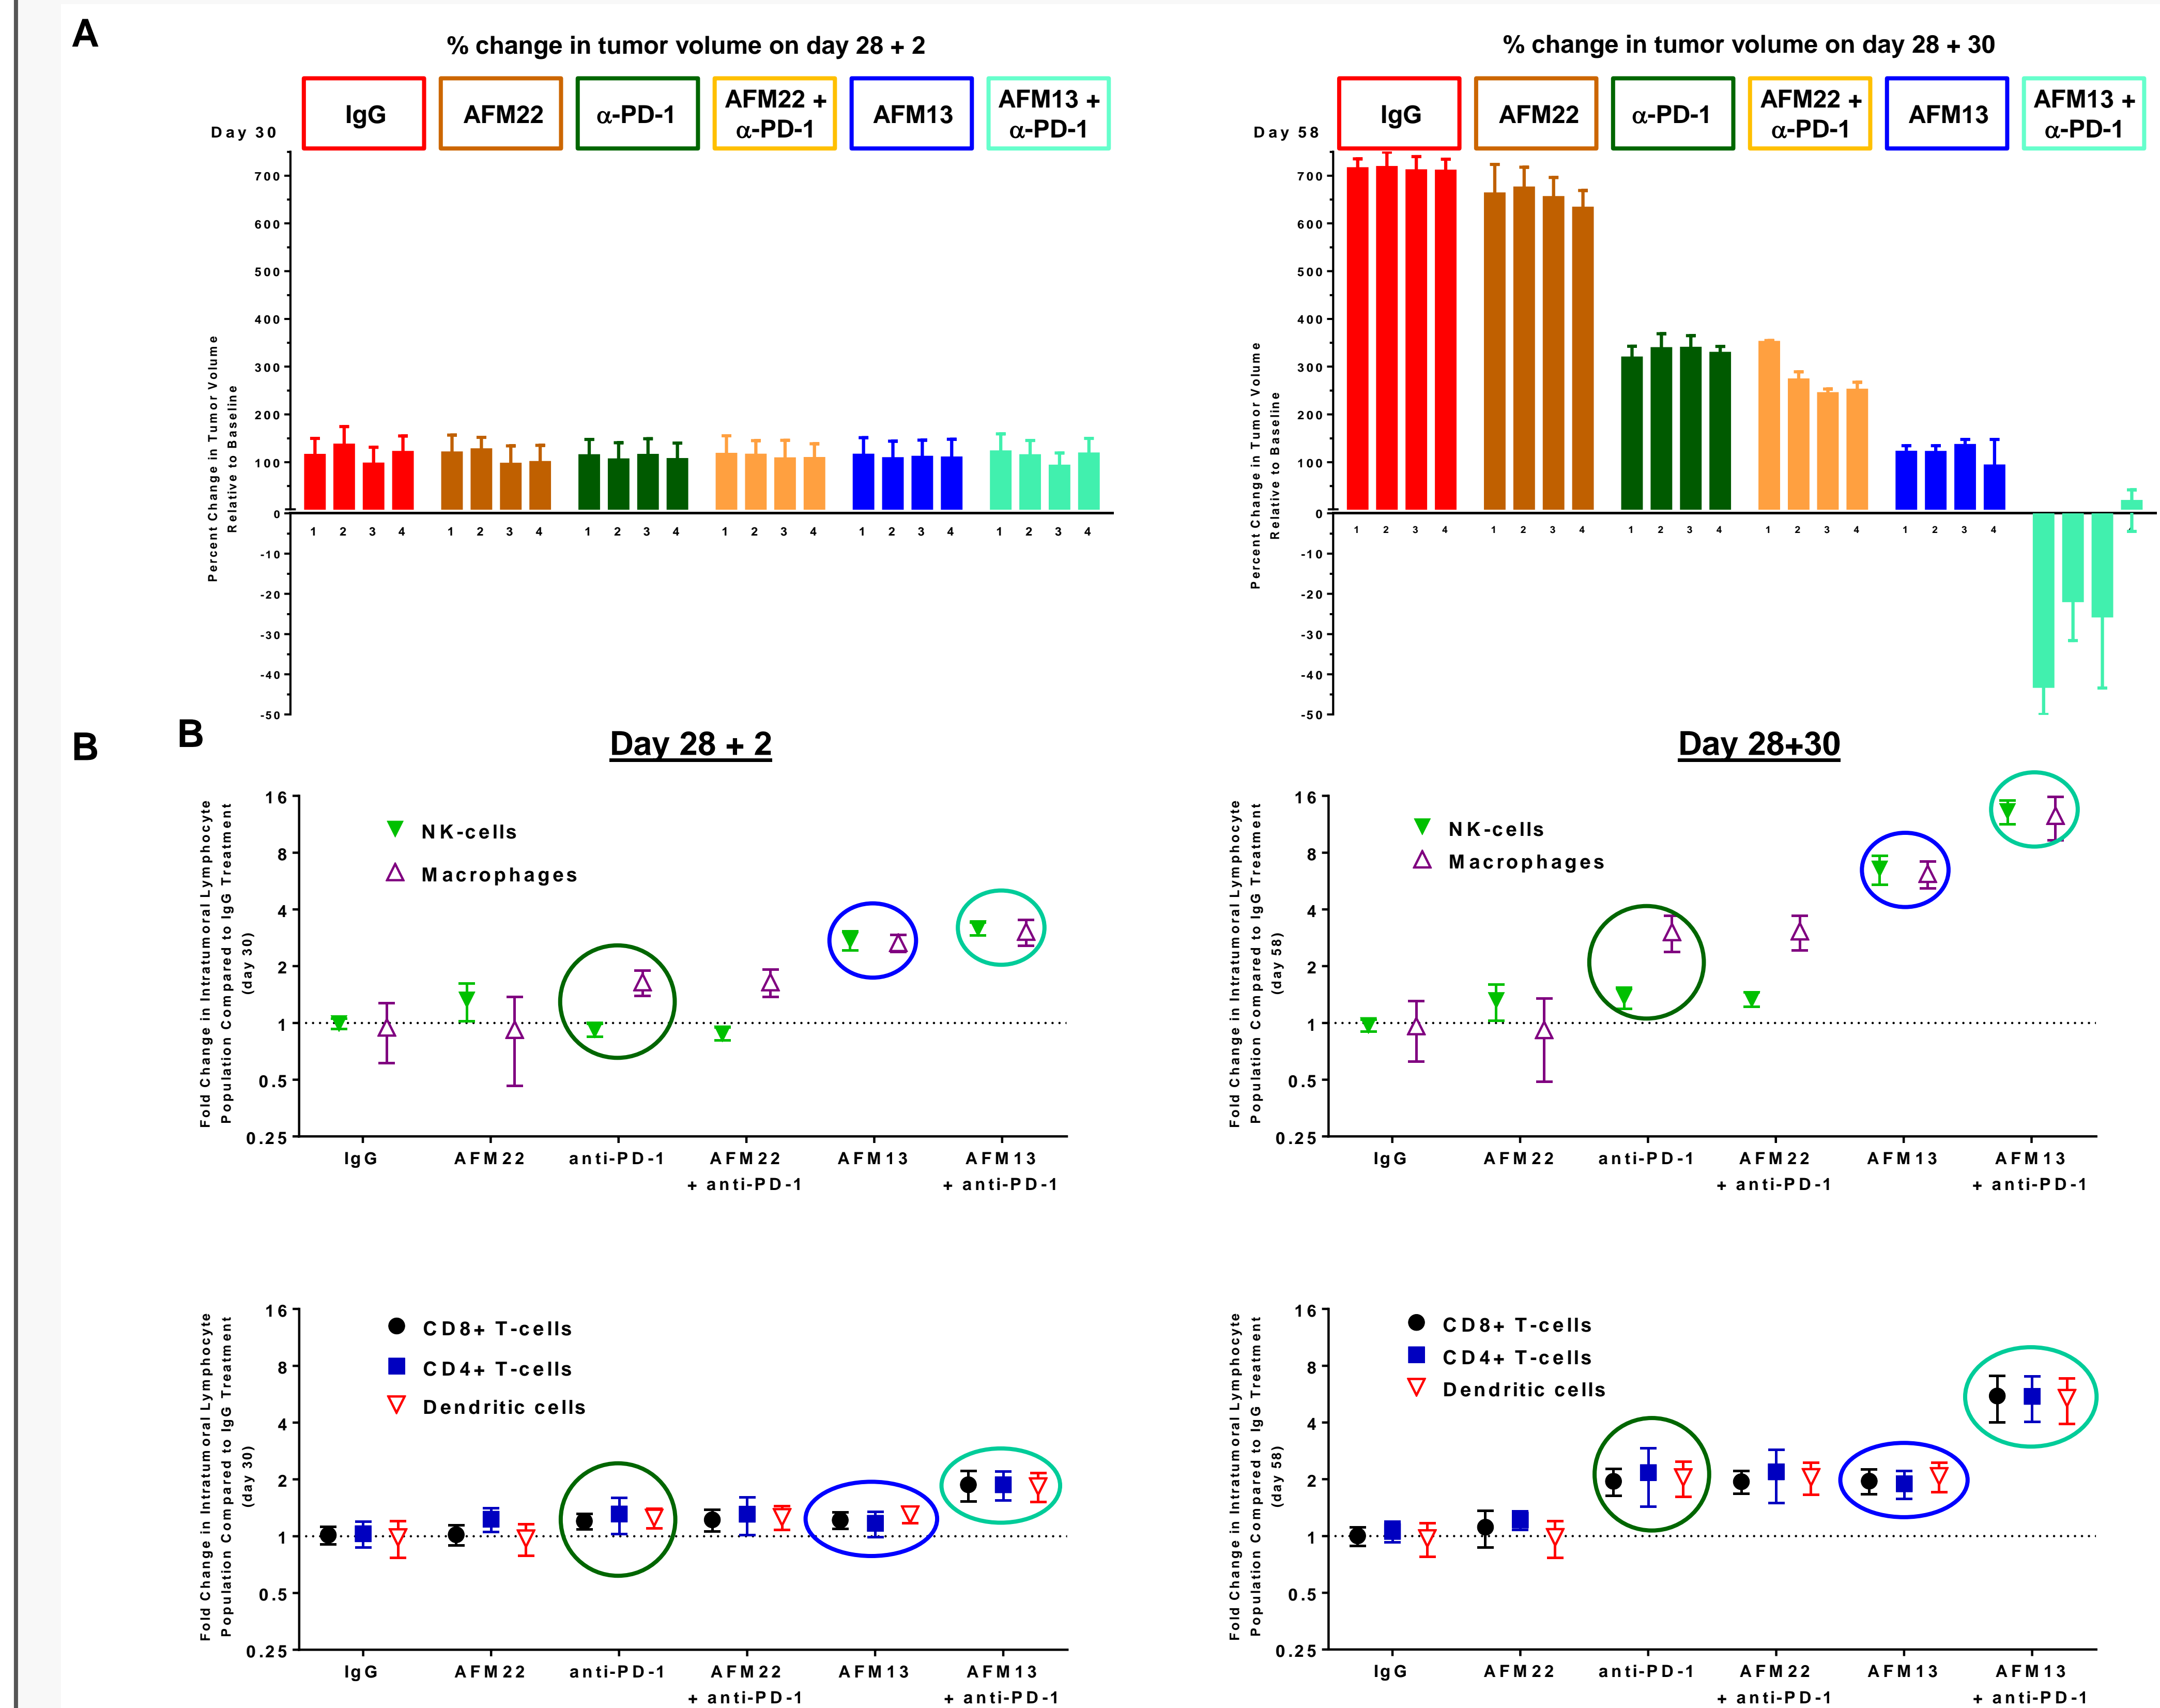 A
% change in tumor volume on day 28 + 2
IgG
AFM22
α-PD-1
AFM22 +
α-PD-1
AFM13
AFM13 +
α-PD-1
Day 30
700
600
500
400
300
200
100
0
-10
-20
-30
-40
-50
Percent Change in Tumor Volume
Relative to Baseline
1 2 3 4 1 2 3 4 1 2 3 4 1 2 3 4 1 2 3 4 1 2 3 4
% change in tumor volume on day 28 + 30
IgG
AFM22
α-PD-1
AFM22 +
α-PD-1
AFM13
AFM13 +
α-PD-1
Day 58
700
600
500
400
300
200
100
0
-10
-20
-30
-40
-50
Percent Change in Tumor Volume
Relative to Baseline
1 2 3 4 1 2 3 4 1 2 3 4 1 2 3 4 1 2 3 4
B
B
Day 28 + 2
Fold Change in Intratumoral Lymphocyte
Population Compared to IgG Treatment
(day 30)
16
8
4
2
1
0.5
0.25
NK-cells
Macrophages
IgG AFM22 anti-PD-1 AFM22 AFM13 AFM13
+ anti-PD-1 + anti-PD-1
Day 28+30
Fold Change in Intratumoral Lymphocyte
Population Compared to IgG Treatment
(day 58)
16
8
4
2
1
0.5
0.25
NK-cells
Macrophages
IgG AFM22 anti-PD-1 AFM22 AFM13 AFM13
+ anti-PD-1 + anti-PD-1
Fold Change in Intratumoral Lymphocyte
Population Compared to IgG Treatment
(day 30)
16
8
4
2
1
0.5
0.25
CD8+ T-cells
CD4+ T-cells
Dendritic cells
IgG AFM22 anti-PD-1 AFM22 AFM13 AFM13
+ anti-PD-1 + anti-PD-1
Fold Change in Intratumoral Lymphocyte
Population Compared to IgG Treatment
(day 58)
16
8
4
2
1
0.5
0.25
CD8+ T-cells
CD4+ T-cells
Dendritic cells
IgG AFM22 anti-PD-1 AFM22 AFM13 AFM13
+ anti-PD-1 + anti-PD-1